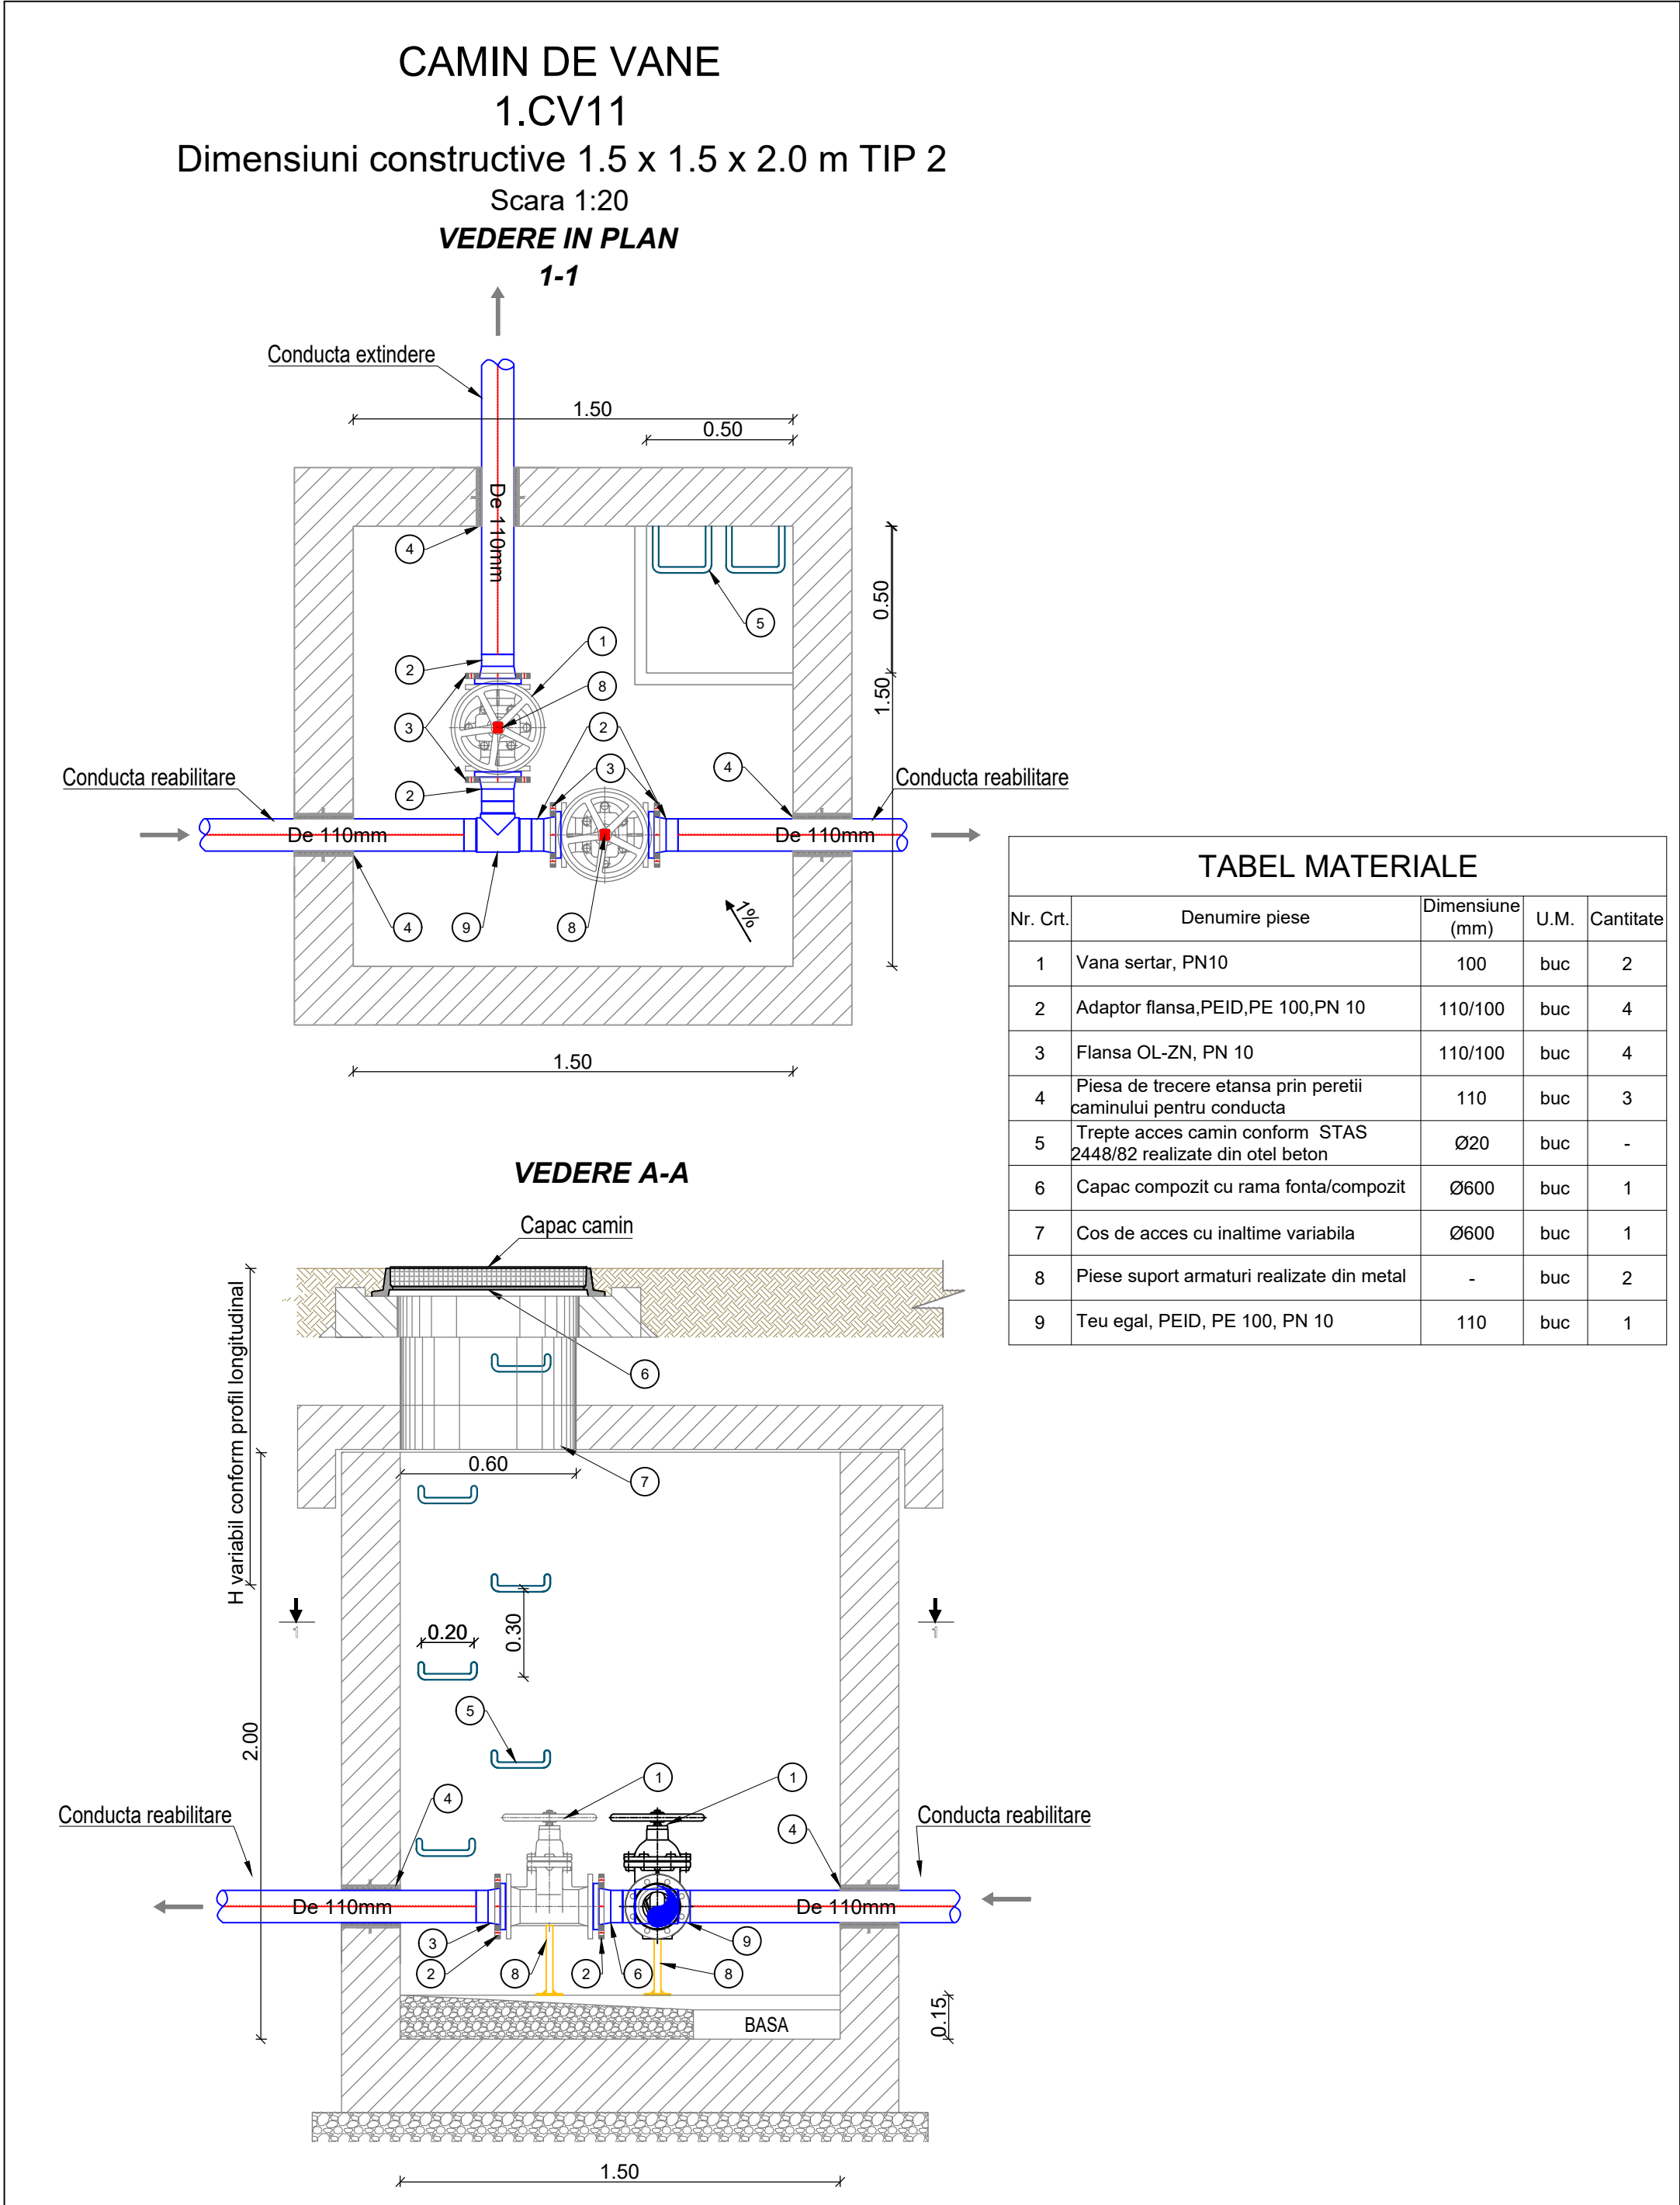 CAMIN DE VANE
1.CV11
Dimensiuni constructive 1.5 x 1.5 x 2.0 m TIP 2
Scara 1:20
VEDERE IN PLAN
1-1
Conducta extindere
1.50
0.50
De 110mm
4
5
0.50
1
2
8
1.50
3
2
3
4
Conducta reabilitare
Conducta reabilitare
2
De 110mm
De 110mm
1%
4
9
8
1.50
TABEL MATERIALE
Nr. Crt. Denumire piese Dimensiune (mm) U.M. Cantitate
1 Vana sertar, PN10 100 buc 2
2 Adaptor flansa,PEID,PE 100,PN 10 110/100 buc 4
3 Flansa OL-ZN, PN 10 110/100 buc 4
4 Piesa de trecere etansa prin peretii
caminului pentru conducta 110 buc 3
5 Trepte acces camin conform STAS
2448/82 realizate din otel beton Ø20 buc -
6 Capac compozit cu rama fonta/compozit Ø600 buc 1
7 Cos de acces cu inaltime variabila Ø600 buc 1
8 Piese suport armaturi realizate din metal - buc 2
9 Teu egal, PEID, PE 100, PN 10 110 buc 1
VEDERE A-A
Capac camin
H variabil conform profil longitudinal
6
0.60
7
1
1
0.30
0.20
5
2.00
1
1
4
4
Conducta reabilitare
Conducta reabilitare
De 110mm
De 110mm
3
9
2
8
2
6
8
0.15
BASA
1.50